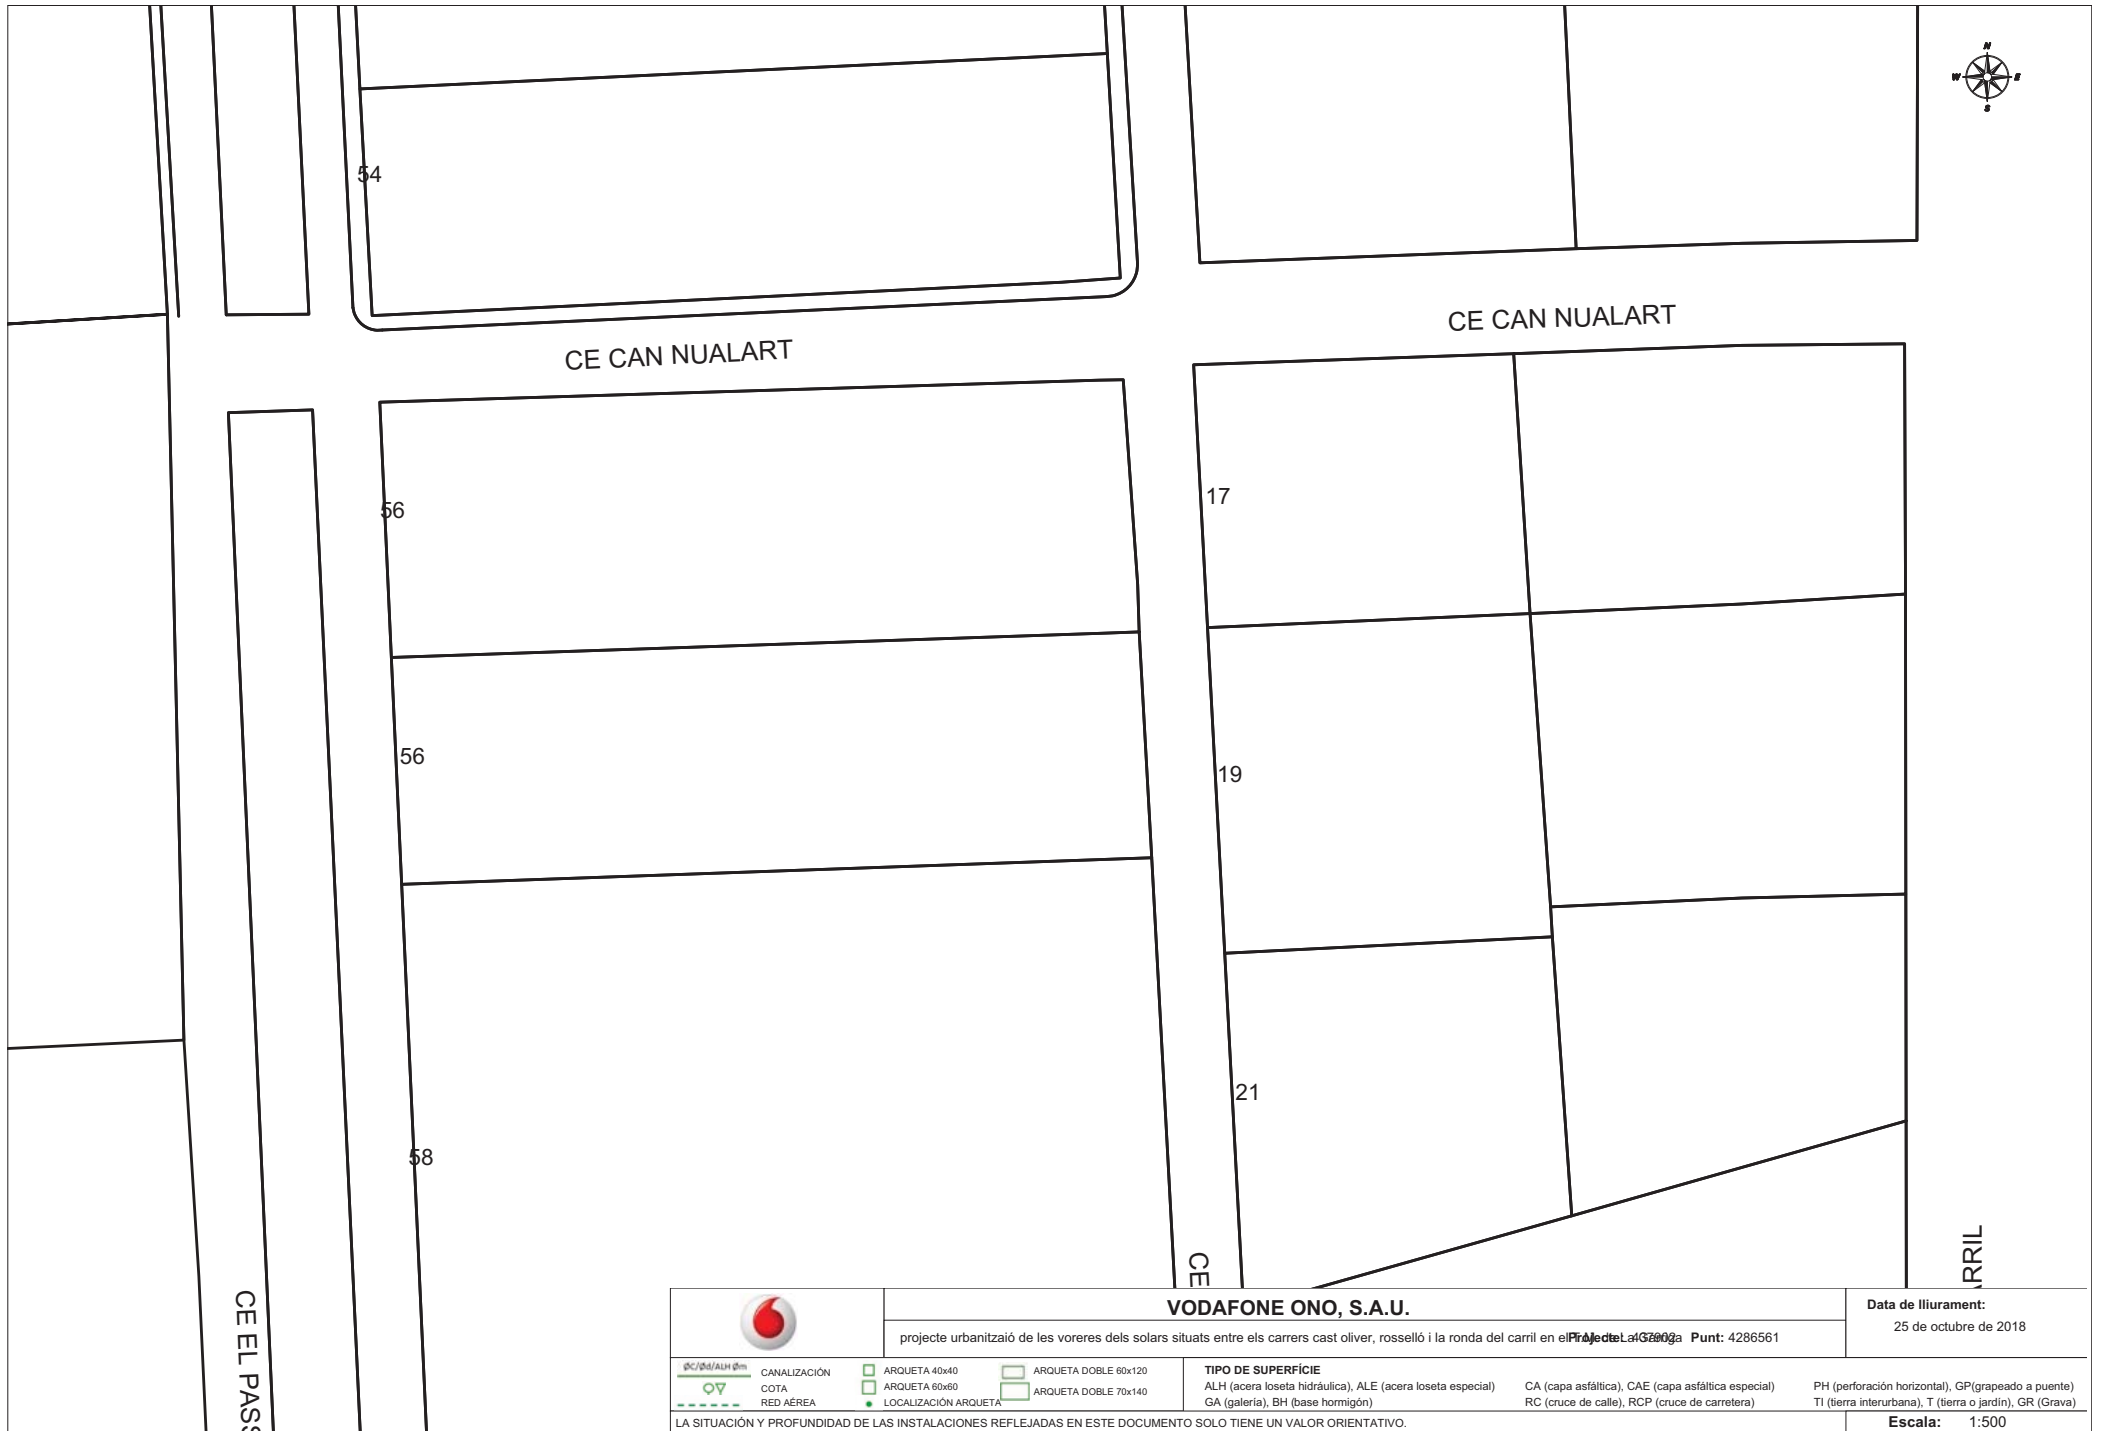 N
W E
S
54
CE CAN NUALART
CE CAN NUALART
56
17
56
19
21
58
CE
ARRIL
CE EL PAS
VODAFONE ONO, S.A.U.
Data de lliurament:
25 de octubre de 2018
projecte urbanitzaió de les voreres dels solars situats entre els carrers cast oliver, rosselló i la ronda del carril en el Punt: 4286561
ØC/Ød/ALH Øm CANALIZACIÓN
COTA
RED AÉREA
ARQUETA 40x40
ARQUETA 60x60
LOCALIZACIÓN ARQUETA
ARQUETA DOBLE 60x120
ARQUETA DOBLE 70x140
TIPO DE SUPERFÍCIE
ALH (acera loseta hidráulica), ALE (acera loseta especial) CA (capa asfáltica), CAE (capa asfáltica especial) PH (perforación horizontal), GP(grapeado a puente)
GA (galería), BH (base hormigón) RC (cruce de calle), RCP (cruce de carretera) TI (tierra interurbana), T (tierra o jardín), GR (Grava)
LA SITUACIÓN Y PROFUNDIDAD DE LAS INSTALACIONES REFLEJADAS EN ESTE DOCUMENTO SOLO TIENE UN VALOR ORIENTATIVO.
Escala: 1:500